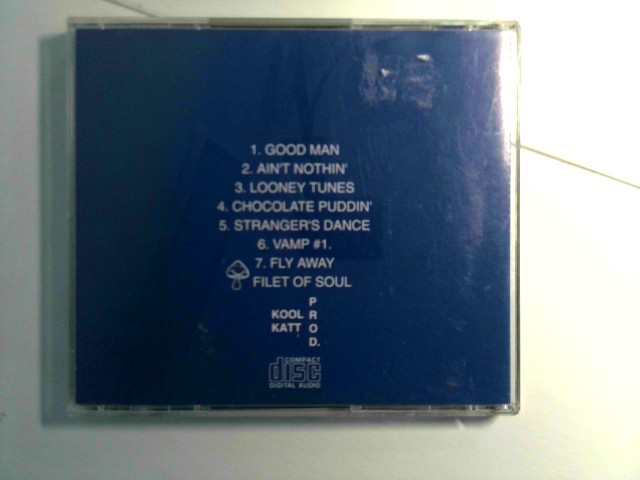 1. GOOD MAN
2. AIN'T NOTHIN'
3. LOONEY TUNES
4. CHOCOLATE PUDDIN'
5. STRANGER'S DANCE
6. VAMP #1.
7. FLY AWAY
FILET OF SOUL
KOOL
KATT
PROD.
COMPACT
disc
DIGITAL AUDIO